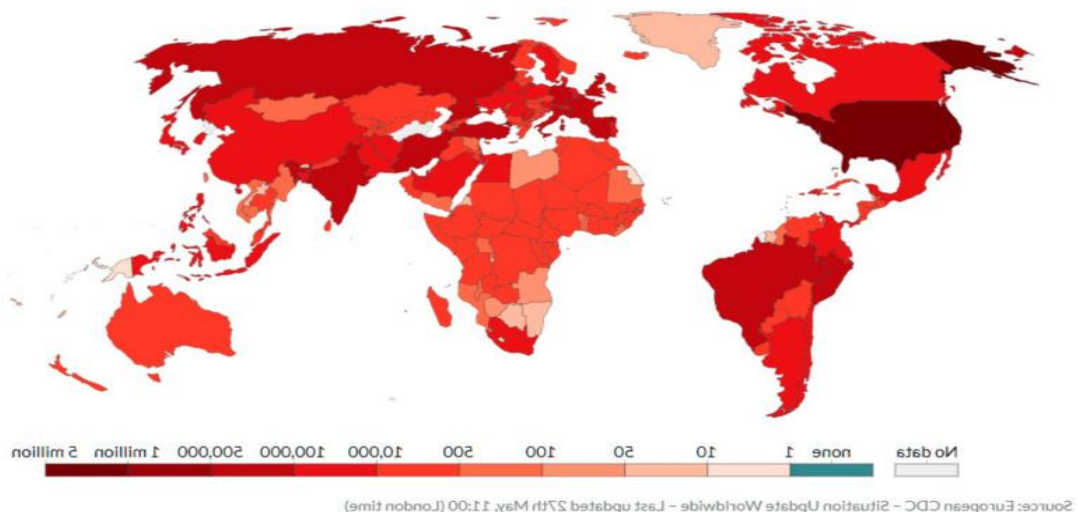 No data none 1 10 50 100 500 10,000 100,000 500,000 1 million 5 million
Source: European CDC – Situation Update Worldwide – Last updated 27th May, 11:00 (London time)